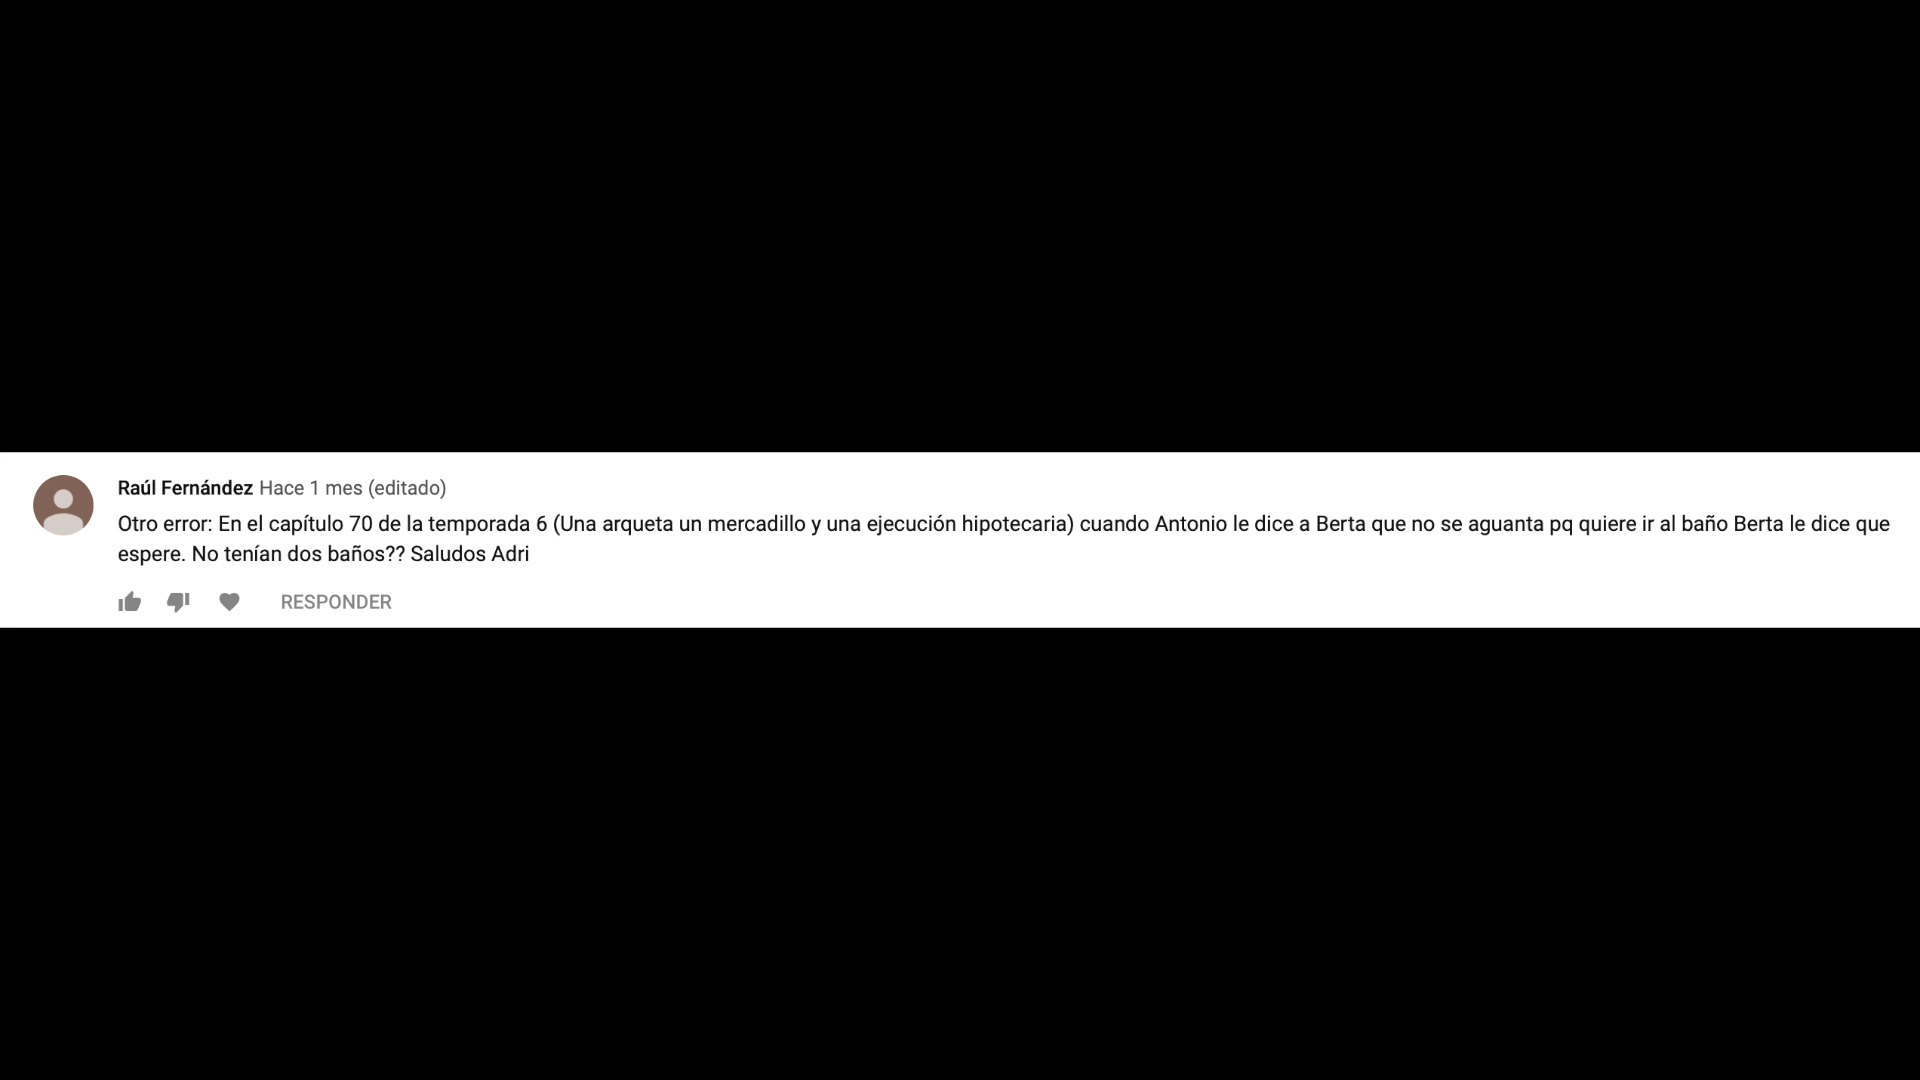 Raúl Fernández Hace 1 mes (editado)
Otro error: En el capítulo 70 de la temporada 6 (Una arqueta un mercadillo y una ejecución hipotecaria) cuando Antonio le dice a Berta que no se aguanta pq quiere ir al baño Berta le dice que
espere. No tenían dos baños?? Saludos Adri
RESPONDER